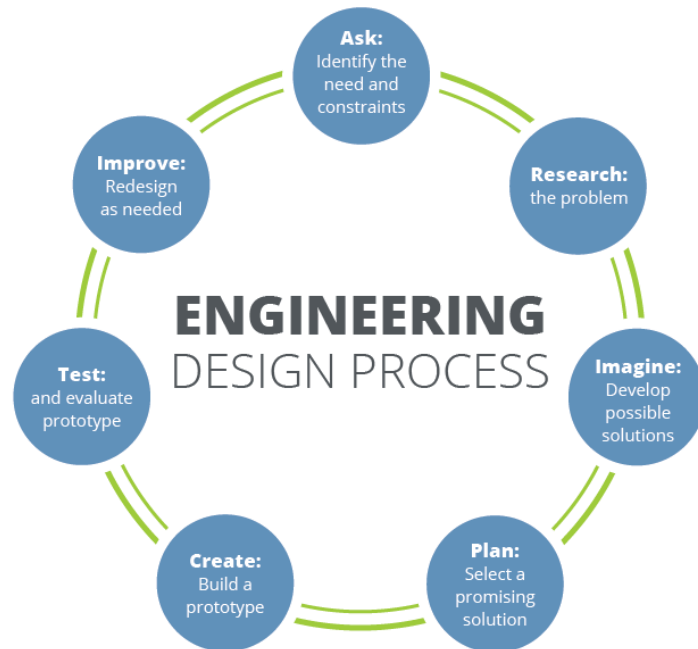 Ask:
Identify the
need and
constraints
Research:
the problem
Imagine:
Develop
possible
solutions
Plan:
Select a
promising
solution
Create:
Build a
prototype
Test:
and evaluate
prototype
Improve:
Redesign
as needed
ENGINEERING
DESIGN PROCESS